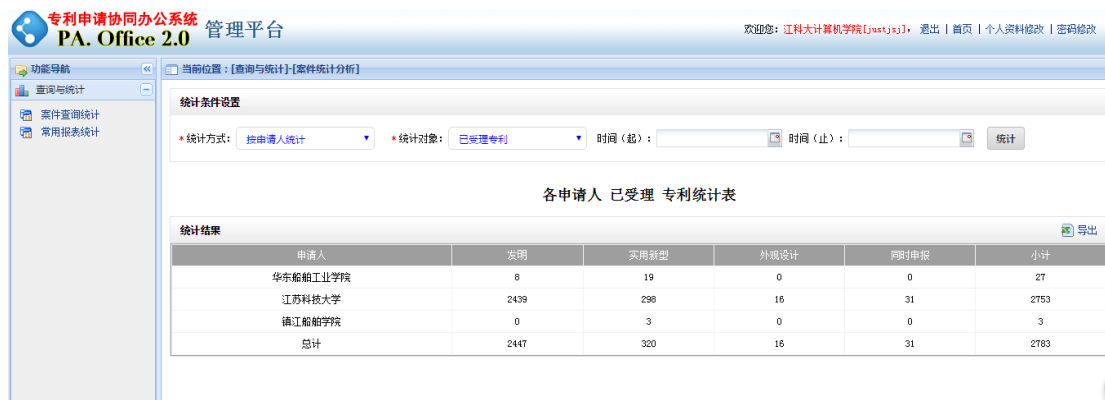 专利申请协同办公系统
PA. Office 2.0 管理平台
欢迎您: 江科大计算机学院[justjsj], 退出 | 首页 | 个人资料修改 | 密码修改
功能导航
当前位置：[查询与统计]-[案件统计分析]
查询与统计
案件查询统计
常用报表统计
统计条件设置
*统计方式: 按申请人统计 *统计对象: 已受理专利 时间（起）: 时间（止）: 统计
各申请人 已受理 专利统计表
统计结果 导出
申请人 发明 实用新型 外观设计 同时申报 小计
华东船舶工业学院 8 19 0 0 27
江苏科技大学 2439 298 16 31 2753
镇江船舶学院 0 3 0 0 3
总计 2447 320 16 31 2783